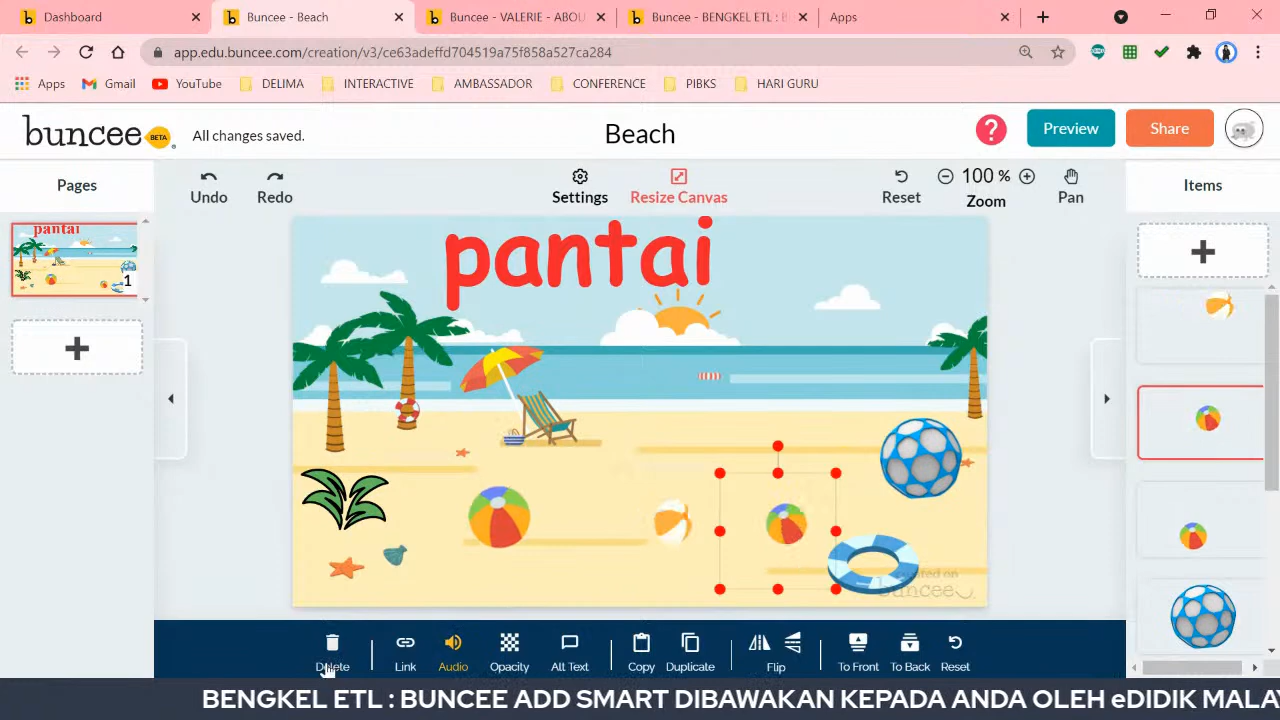 Dashboard
Buncee - Beach
Buncee - VALERIE - ABOU
Buncee - BENGKEL ETL : B
Apps
app.edu.buncee.com/creation/v3/ce63adeffd704519a75f858a527ca284
Apps
Gmail
YouTube
DELIMA
INTERACTIVE
AMBASSADOR
CONFERENCE
PIBKS
HARI GURU
buncee BETA
All changes saved.
Beach
?
Preview
Share
Pages
Undo
Redo
Settings
Resize Canvas
Reset
100 %
Zoom
Pan
Items
pantai
1
pantai
buncee
Delete
Link
Audio
Opacity
Alt Text
Copy
Duplicate
Flip
To Front
To Back
Reset
BENGKEL ETL : BUNCEE ADD SMART DIBAWAKAN KEPADA ANDA OLEH eDIDIK MALA